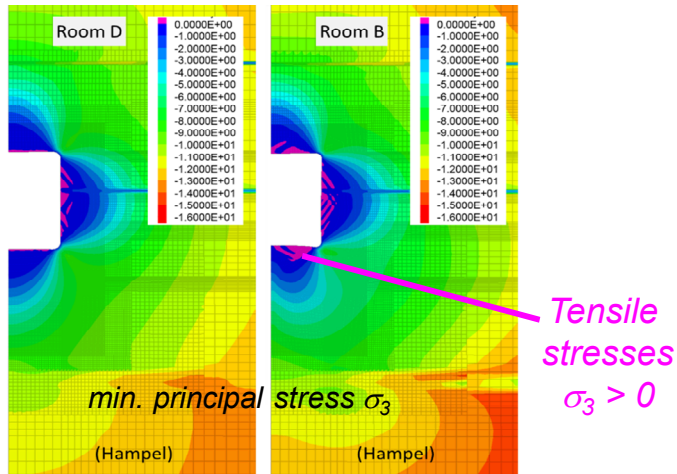 Room D
0.0000E+00
-1.0000E+00
-2.0000E+00
-3.0000E+00
-4.0000E+00
-5.0000E+00
-6.0000E+00
-7.0000E+00
-8.0000E+00
-9.0000E+00
-1.0000E+01
-1.1000E+01
-1.2000E+01
-1.3000E+01
-1.4000E+01
-1.5000E+01
-1.6000E+01
Room B
0.0000E+00
-1.0000E+00
-2.0000E+00
-3.0000E+00
-4.0000E+00
-5.0000E+00
-6.0000E+00
-7.0000E+00
-8.0000E+00
-9.0000E+00
-1.0000E+01
-1.1000E+01
-1.2000E+01
-1.3000E+01
-1.4000E+01
-1.5000E+01
-1.6000E+01
Tensile
stresses
σ3 > 0
min. principal stress σ3
(Hampel)
(Hampel)